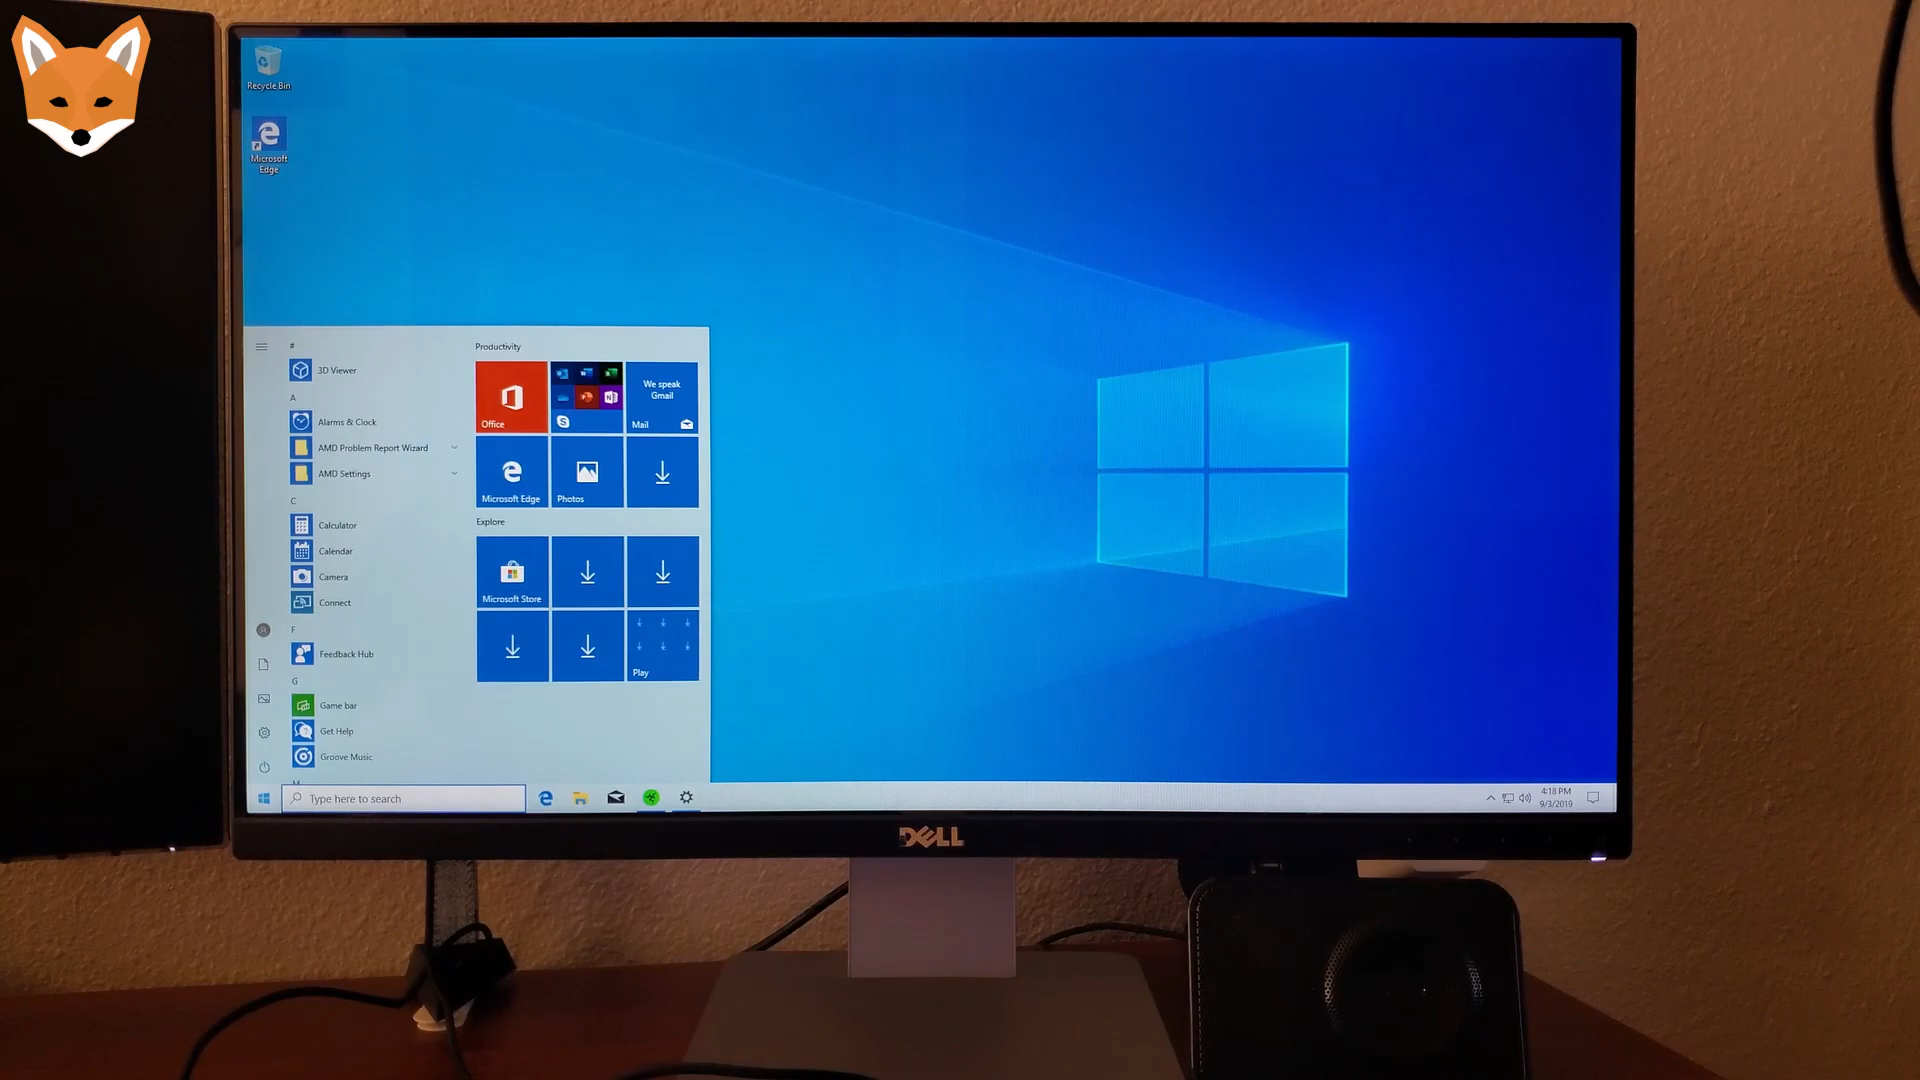 Recycle Bin
Microsoft
Edge
#
3D Viewer
A
Alarms & Clock
AMD Problem Report Wizard
AMD Settings
C
Calculator
Calendar
Camera
Connect
F
Feedback Hub
G
Game bar
Get Help
Groove Music
Productivity
Office
We speak
Gmail
Mail
Microsoft Edge
Photos
Explore
Microsoft Store
Play
Type here to search
4:18 PM
9/3/2019
DELL